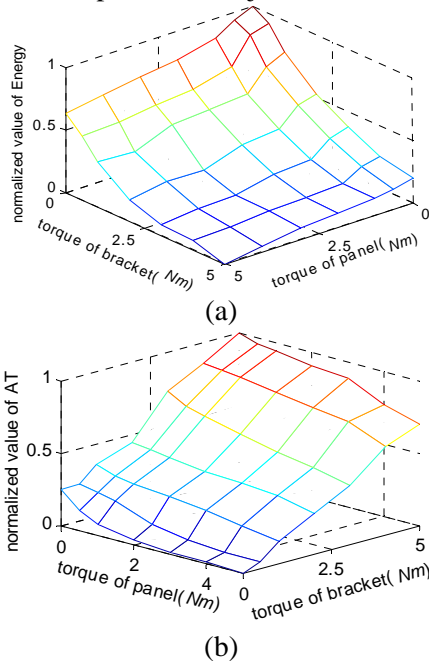 normalized value of Energy
1
0.5
0
0
2.5
5
torque of bracket( Nm)
5
2.5
0
torque of panel( Nm)
(a)
normalized value of AT
1
0.5
0
0
2
4
torque of panel( Nm)
0
2.5
5
torque of bracket( Nm)
(b)